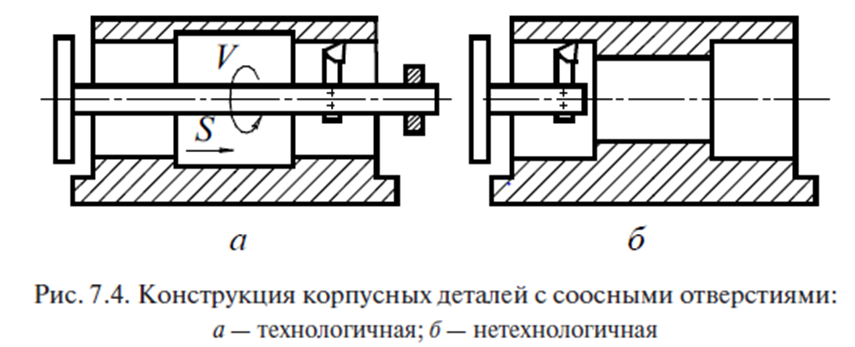 V
S
а
б
Рис. 7.4. Конструкция корпусных деталей с соосными отверстиями:
а — технологичная; б — нетехнологичная